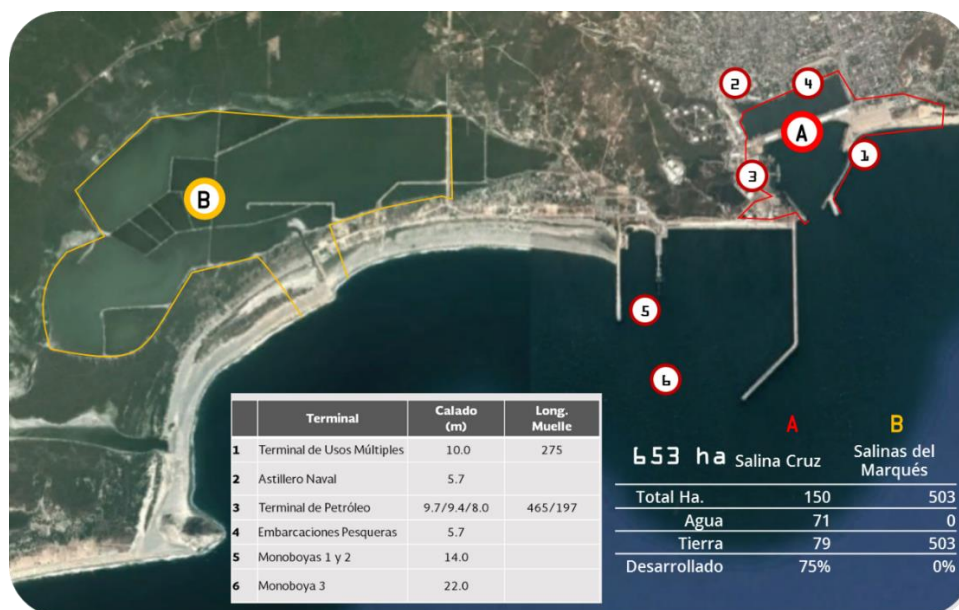 2
4
A
1
3
B
5
6
Terminal Calado (m) Long. Muelle
1 Terminal de Usos Múltiples 10.0 275
2 Astillero Naval 5.7
3 Terminal de Petróleo 9.7/9.4/8.0 465/197
4 Embarcaciones Pesqueras 5.7
5 Monoboyas 1 y 2 14.0
6 Monoboya 3 22.0
A B
653 ha Salina Cruz Salinas del Marqués
Total Ha. 150 503
Agua 71 0
Tierra 79 503
Desarrollado 75% 0%